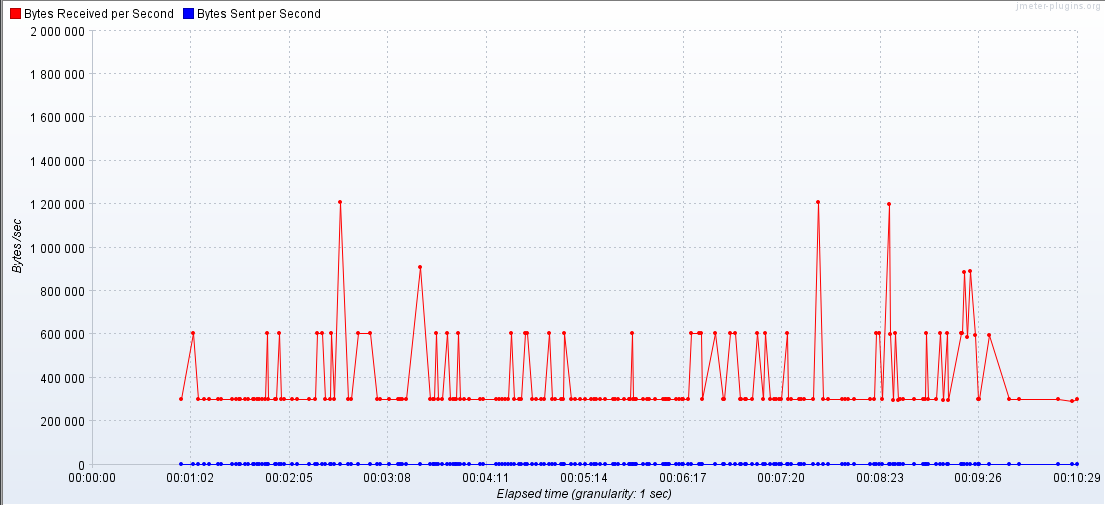 Bytes Received per Second Bytes Sent per Second
jmeter-plugins.org
2 000 000
1 800 000
1 600 000
1 400 000
1 200 000
1 000 000
800 000
600 000
400 000
200 000
0
Bytes /sec
00:00:00 00:01:02 00:02:05 00:03:08 00:04:11 00:05:14 00:06:17 00:07:20 00:08:23 00:09:26 00:10:29
Elapsed time (granularity: 1 sec)